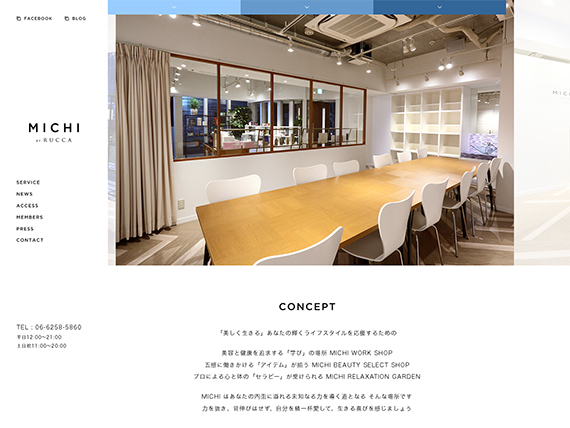 FACEBOOK
BLOG
MICHI
BY RUCCA
SERVICE
NEWS
ACCESS
MEMBERS
PRESS
CONTACT
TEL : 06-6258-5860
平日12:00〜21:00
土日祝11:00〜20:00
MICHI
CONCEPT
「美しく生きる」あなたの輝くライフスタイルを応援するための
美容と健康を追求する「学び」の場所 MICHI WORK SHOP
五感に働きかける「アイテム」が揃う MICHI BEAUTY SELECT SHOP
プロによる心と体の「セラピー」が受けられる MICHI RELAXATION GARDEN
MICHI はあなたの内面に溢れる未知なる力を導く道となる そんな場所です
力を抜き、背伸びはせず、自分を精一杯愛して、生きる喜びを感じましょう